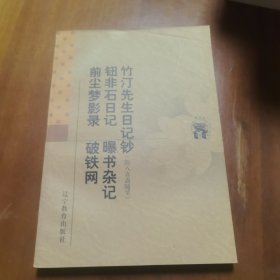 竹汀先生日记钞
钮非石日记 曝书杂记
前尘梦影录 破铁网
辽宁教育出版社